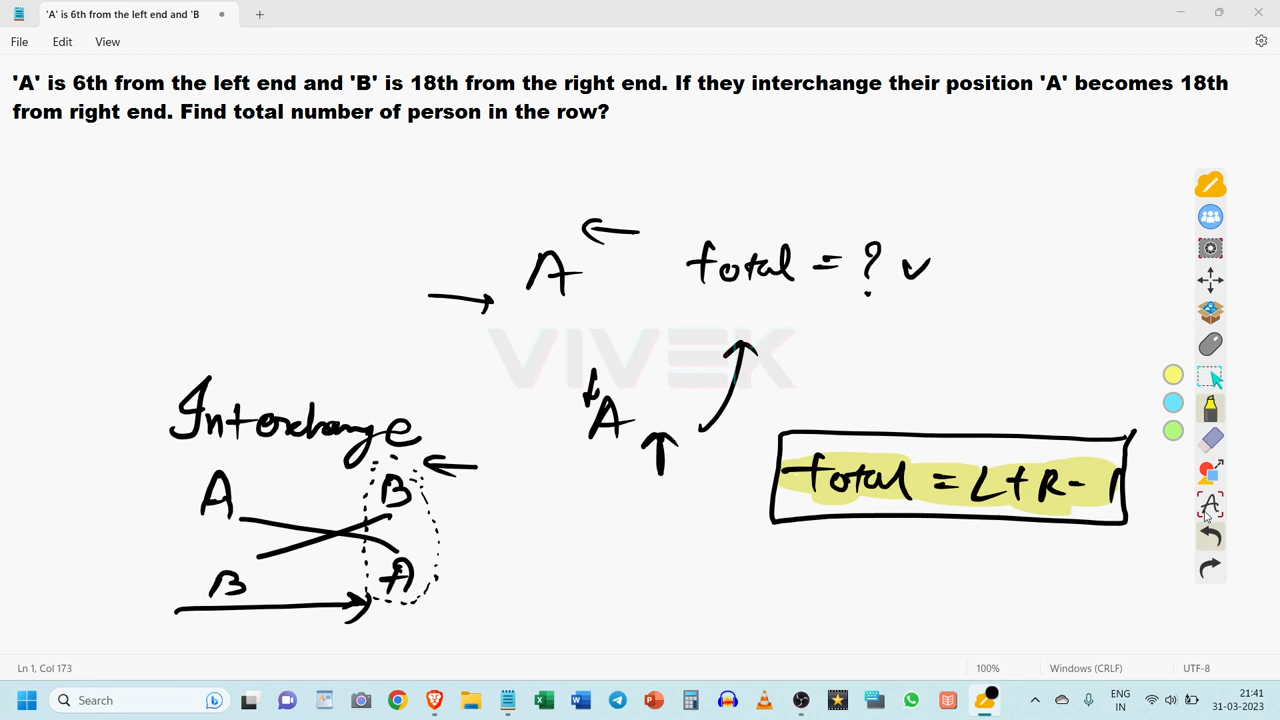 'A' is 6th from the left end and 'B
File Edit View
'A' is 6th from the left end and 'B' is 18th from the right end. If they interchange their position 'A' becomes 18th
from right end. Find total number of person in the row?
A total = ?
VIVEK
Interchange
A
A B
total = L+R-1
B A
A
Ln 1, Col 173 100% Windows (CRLF) UTF-8
Search
ENG
IN
21:41
31-03-2023